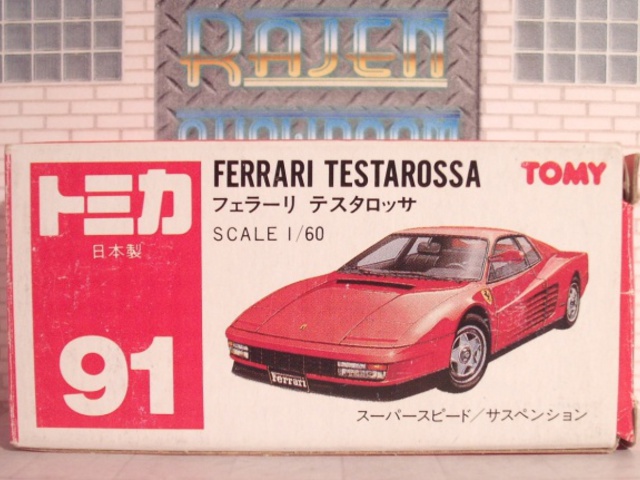 RAJEN
SHOWROOM
FERRARI TESTAROSSA
TOMY
トミカ
フェラーリ テスタロッサ
日本製
SCALE 1/60
91
Ferrari
スーパースピード/サスペンション